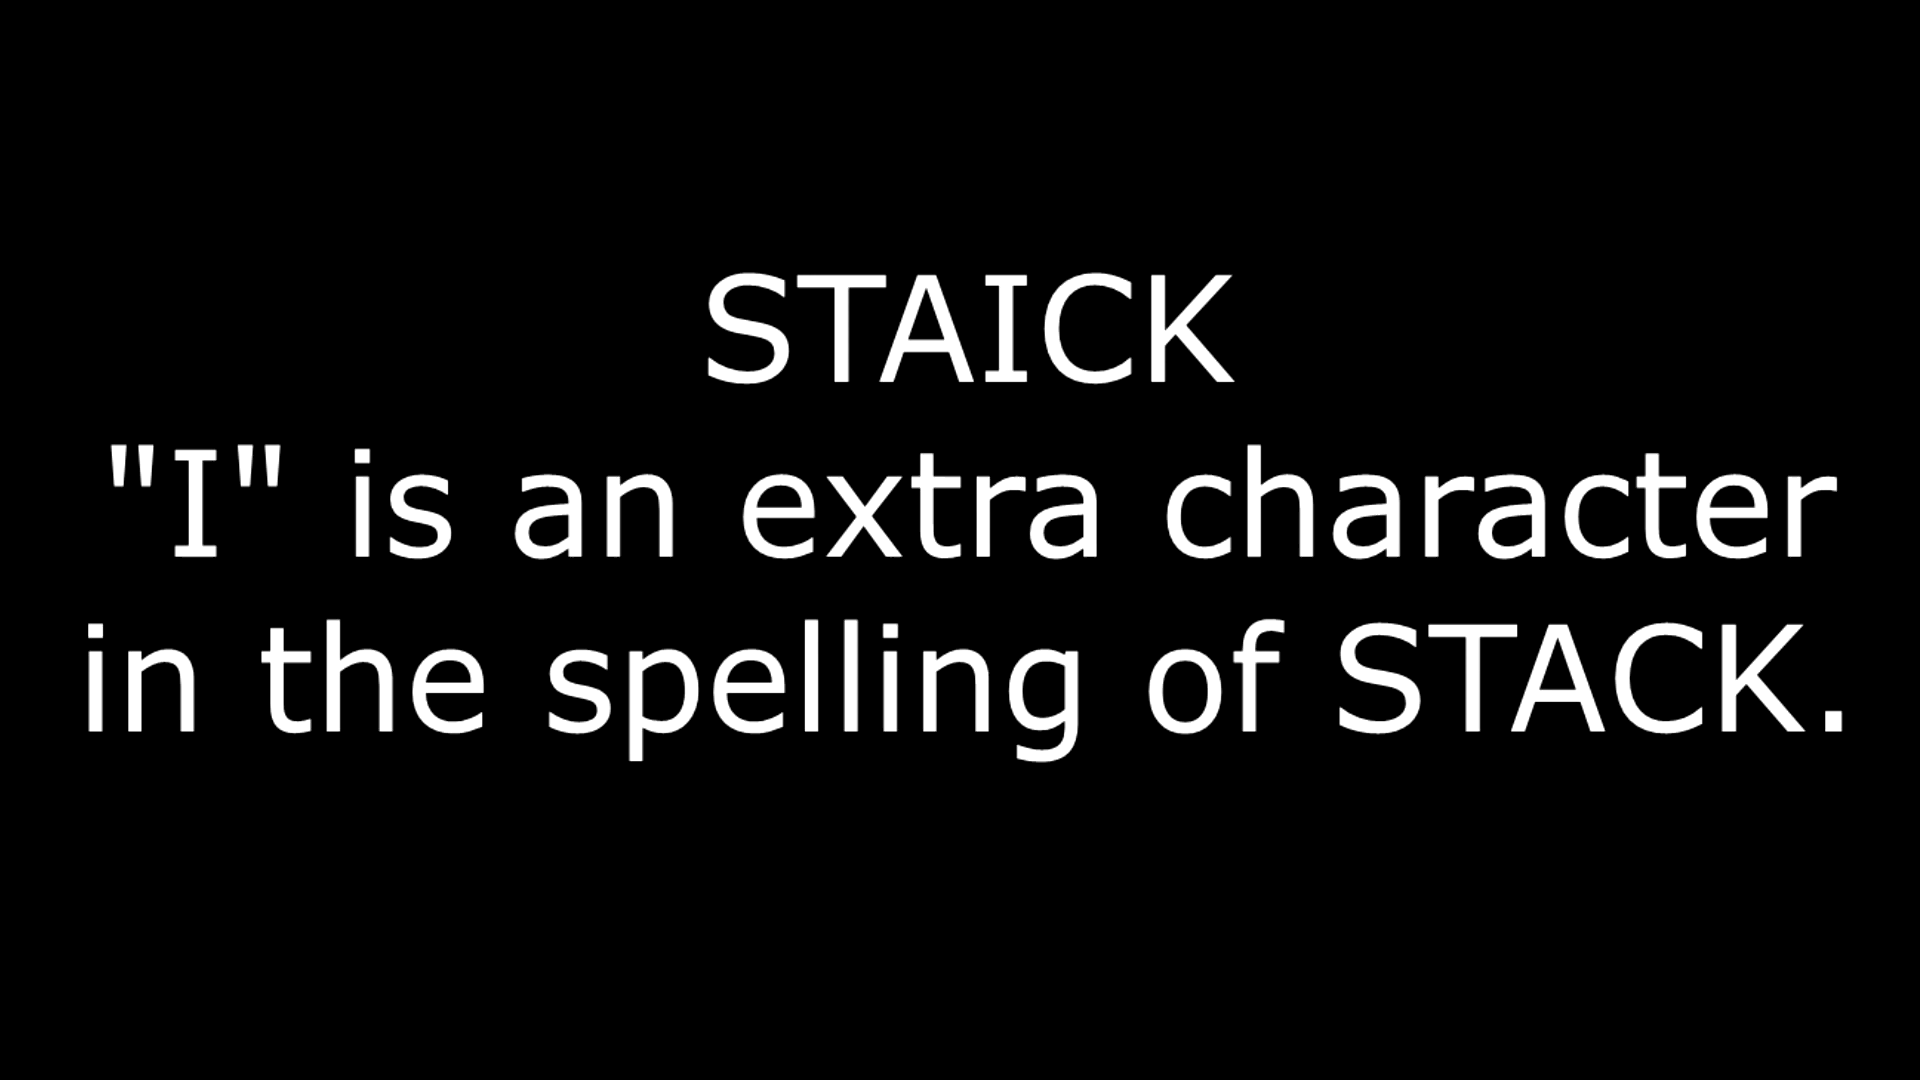 STAICK
"I" is an extra character
in the spelling of STACK.